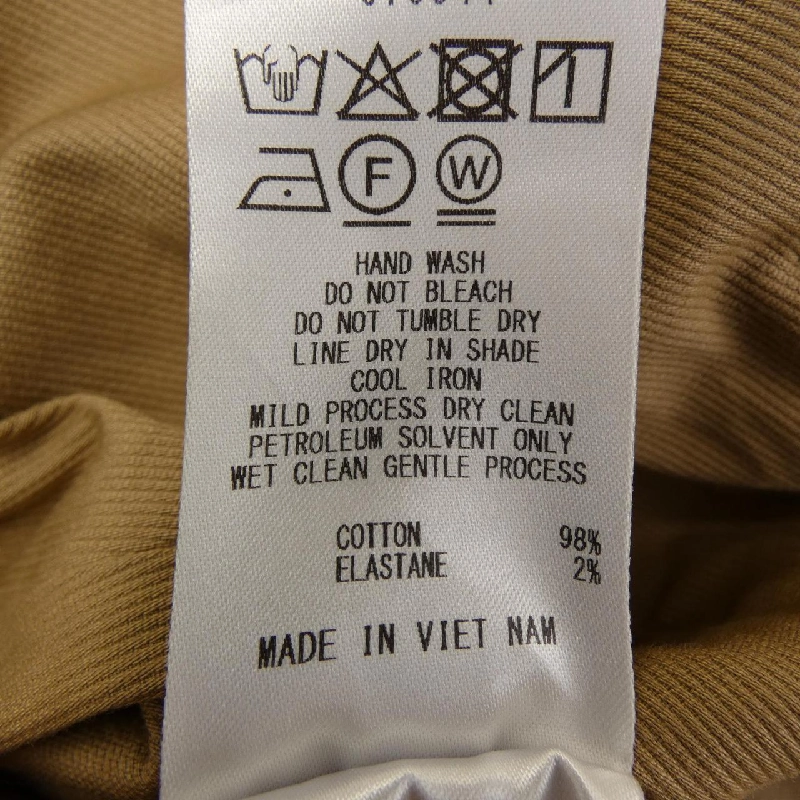 F W
HAND WASH
DO NOT BLEACH
DO NOT TUMBLE DRY
LINE DRY IN SHADE
COOL IRON
MILD PROCESS DRY CLEAN
PETROLEUM SOLVENT ONLY
WET CLEAN GENTLE PROCESS
COTTON 98%
ELASTANE 2%
MADE IN VIET NAM